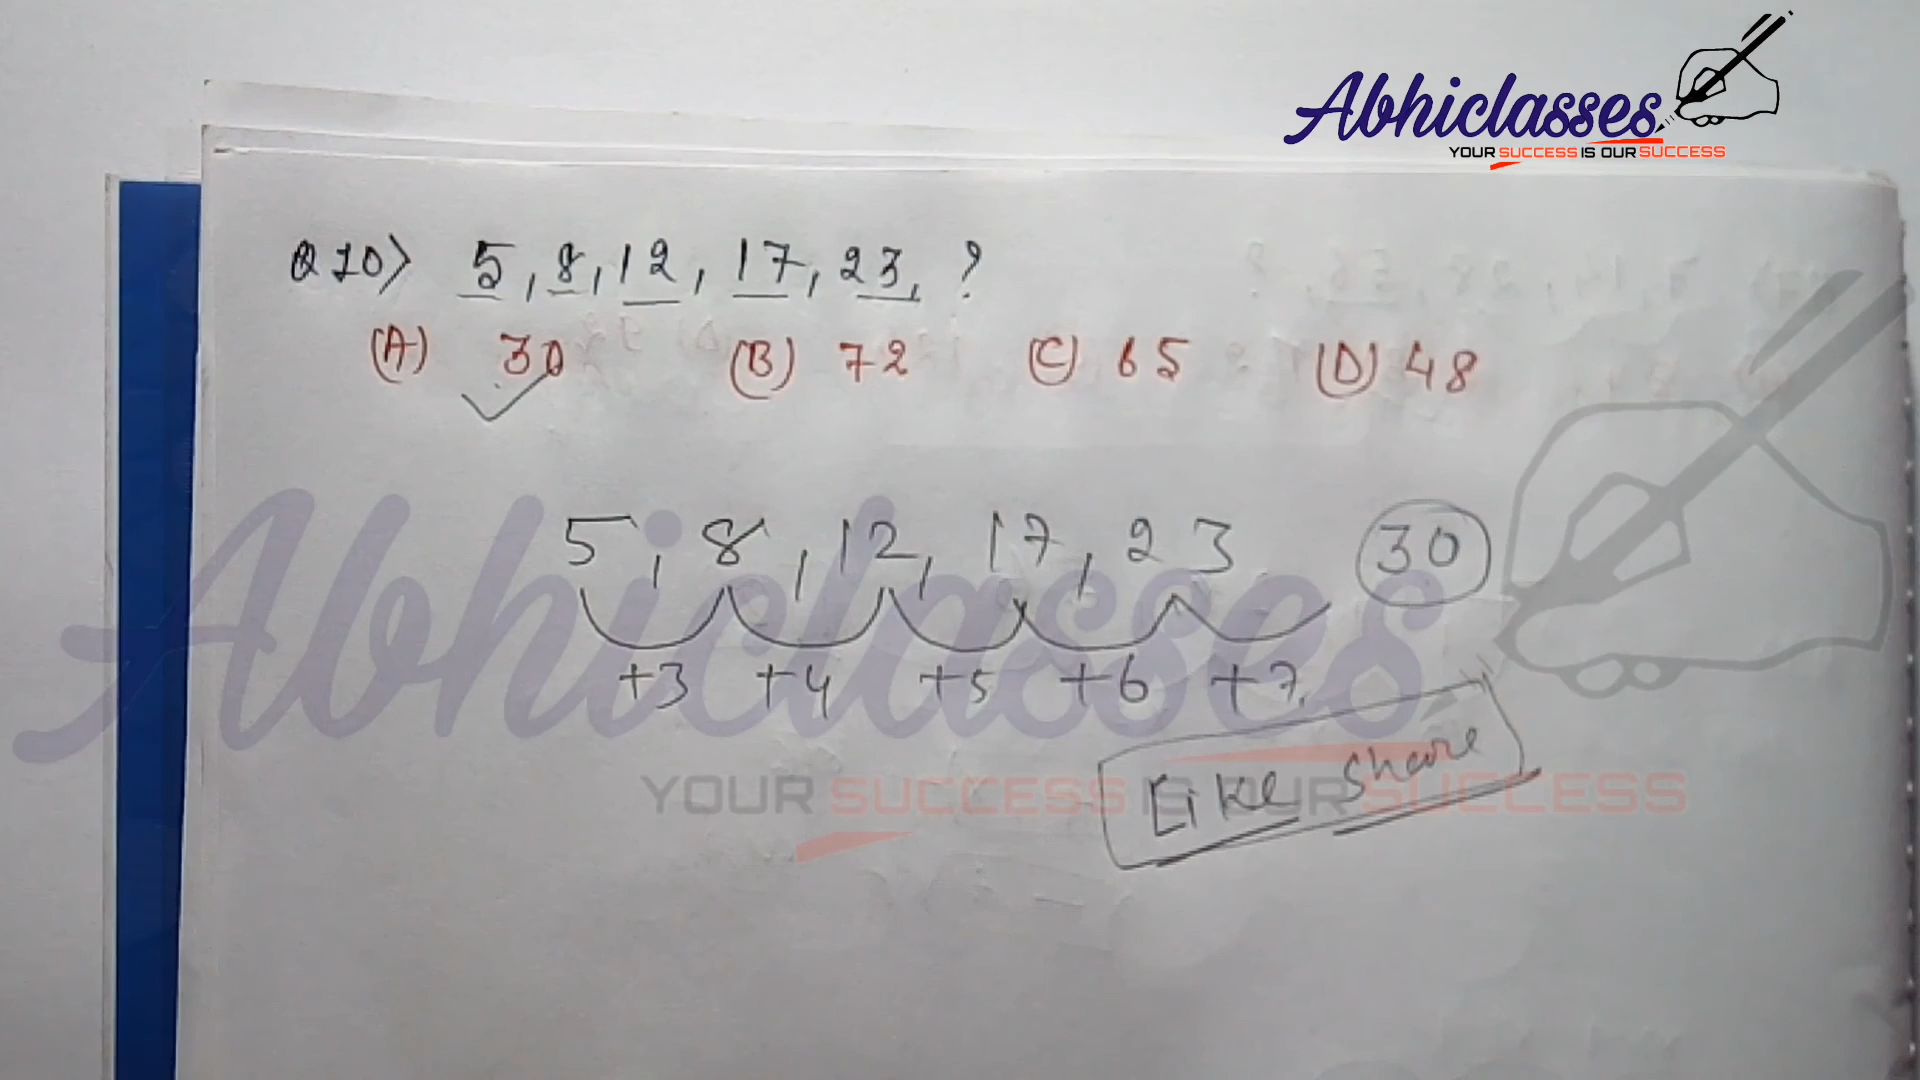 Abhiclasses
YOUR SUCCESS IS OUR SUCCESS
Q10> 5, 8, 12, 17, 23, ?
(A) 30 (B) 72 (C) 65 (D) 48
5, 8, 12, 17, 23 30
+3 +4 +5 +6 +7
Abhiclasses
YOUR SUCCESS IS OUR SUCCESS
Like Share